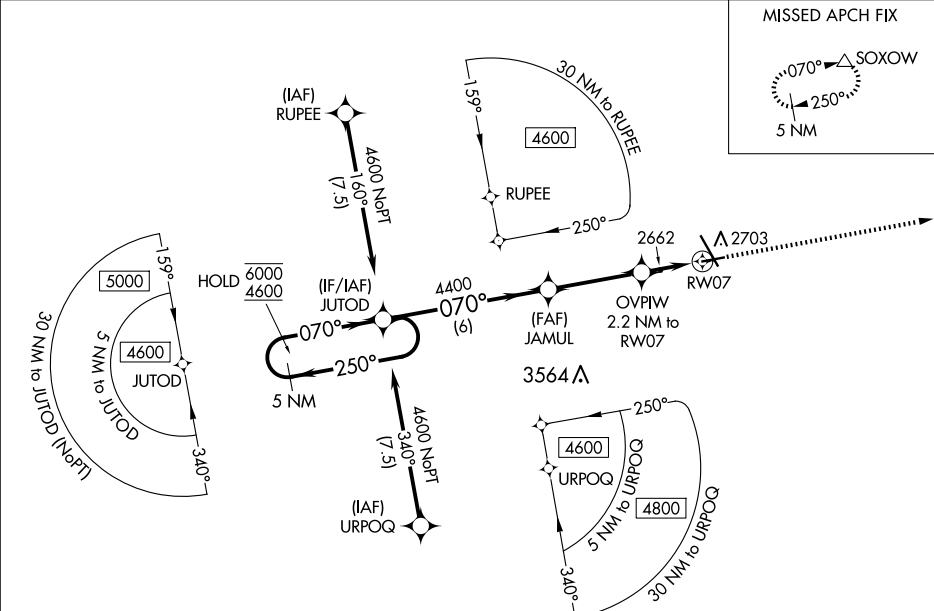 MISSED APCH FIX
SOXOW
070°
250°
5 NM
(IAF)
RUPEE
4600 NoPT
160°
(7.5)
30 NM to RUPEE
159°
4600
RUPEE
250°
2662
2703
RW07
OVPIW
2.2 NM to
RW07
159°
5000
4600
JUTOD
5 NM to JUTOD
30 NM to JUTOD (NoPT)
340°
HOLD
6000
4600
(IF/IAF)
JUTOD
070°
250°
5 NM
4400
070°
(6)
(FAF)
JAMUL
3564
4600 NoPT
340°
(7.5)
(IAF)
URPOQ
250°
4600
URPOQ
5 NM to URPOQ
4800
30 NM to URPOQ
340°